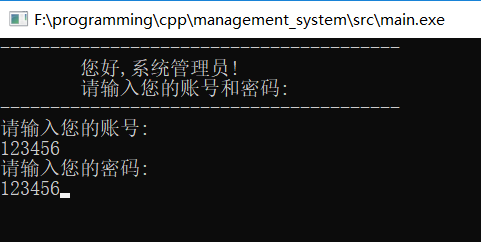 F:\programming\cpp\management_system\src\main.exe
----------------------------------------
您好,系统管理员!
请输入您的账号和密码:
----------------------------------------
请输入您的账号:
123456
请输入您的密码:
123456